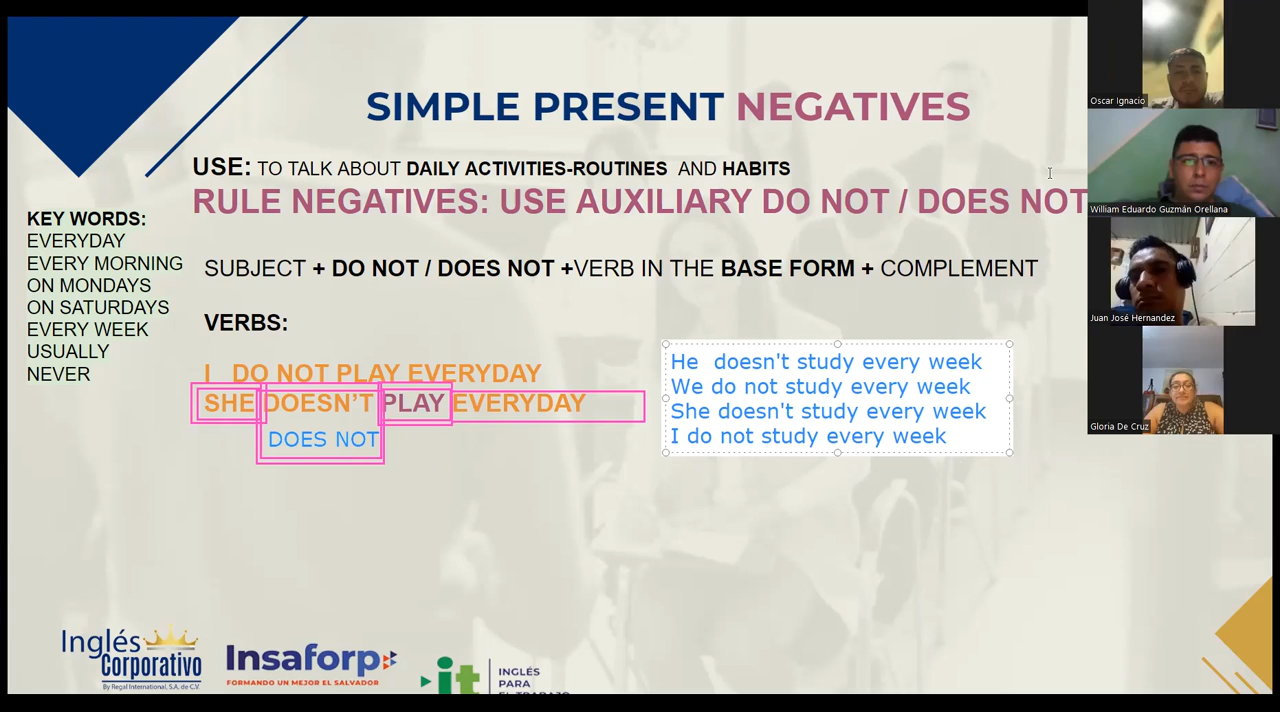 SIMPLE PRESENT NEGATIVES
USE: TO TALK ABOUT DAILY ACTIVITIES-ROUTINES AND HABITS
RULE NEGATIVES: USE AUXILIARY DO NOT / DOES NOT
KEY WORDS:
EVERYDAY
EVERY MORNING
ON MONDAYS
ON SATURDAYS
EVERY WEEK
USUALLY
NEVER
SUBJECT + DO NOT / DOES NOT +VERB IN THE BASE FORM + COMPLEMENT
VERBS:
I DO NOT PLAY EVERYDAY
SHE DOESN’T PLAY EVERYDAY
DOES NOT
He doesn't study every week
We do not study every week
She doesn't study every week
I do not study every week
Oscar Ignacio
William Eduardo Guzmán Orellana
Juan José Hernandez
Gloria De Cruz
Inglés
Corporativo
By Regal International, S.A. de C.V.
Insaforp
FORMANDO UN MEJOR EL SALVADOR
it
INGLÉS
PARA
EL TRABAJO